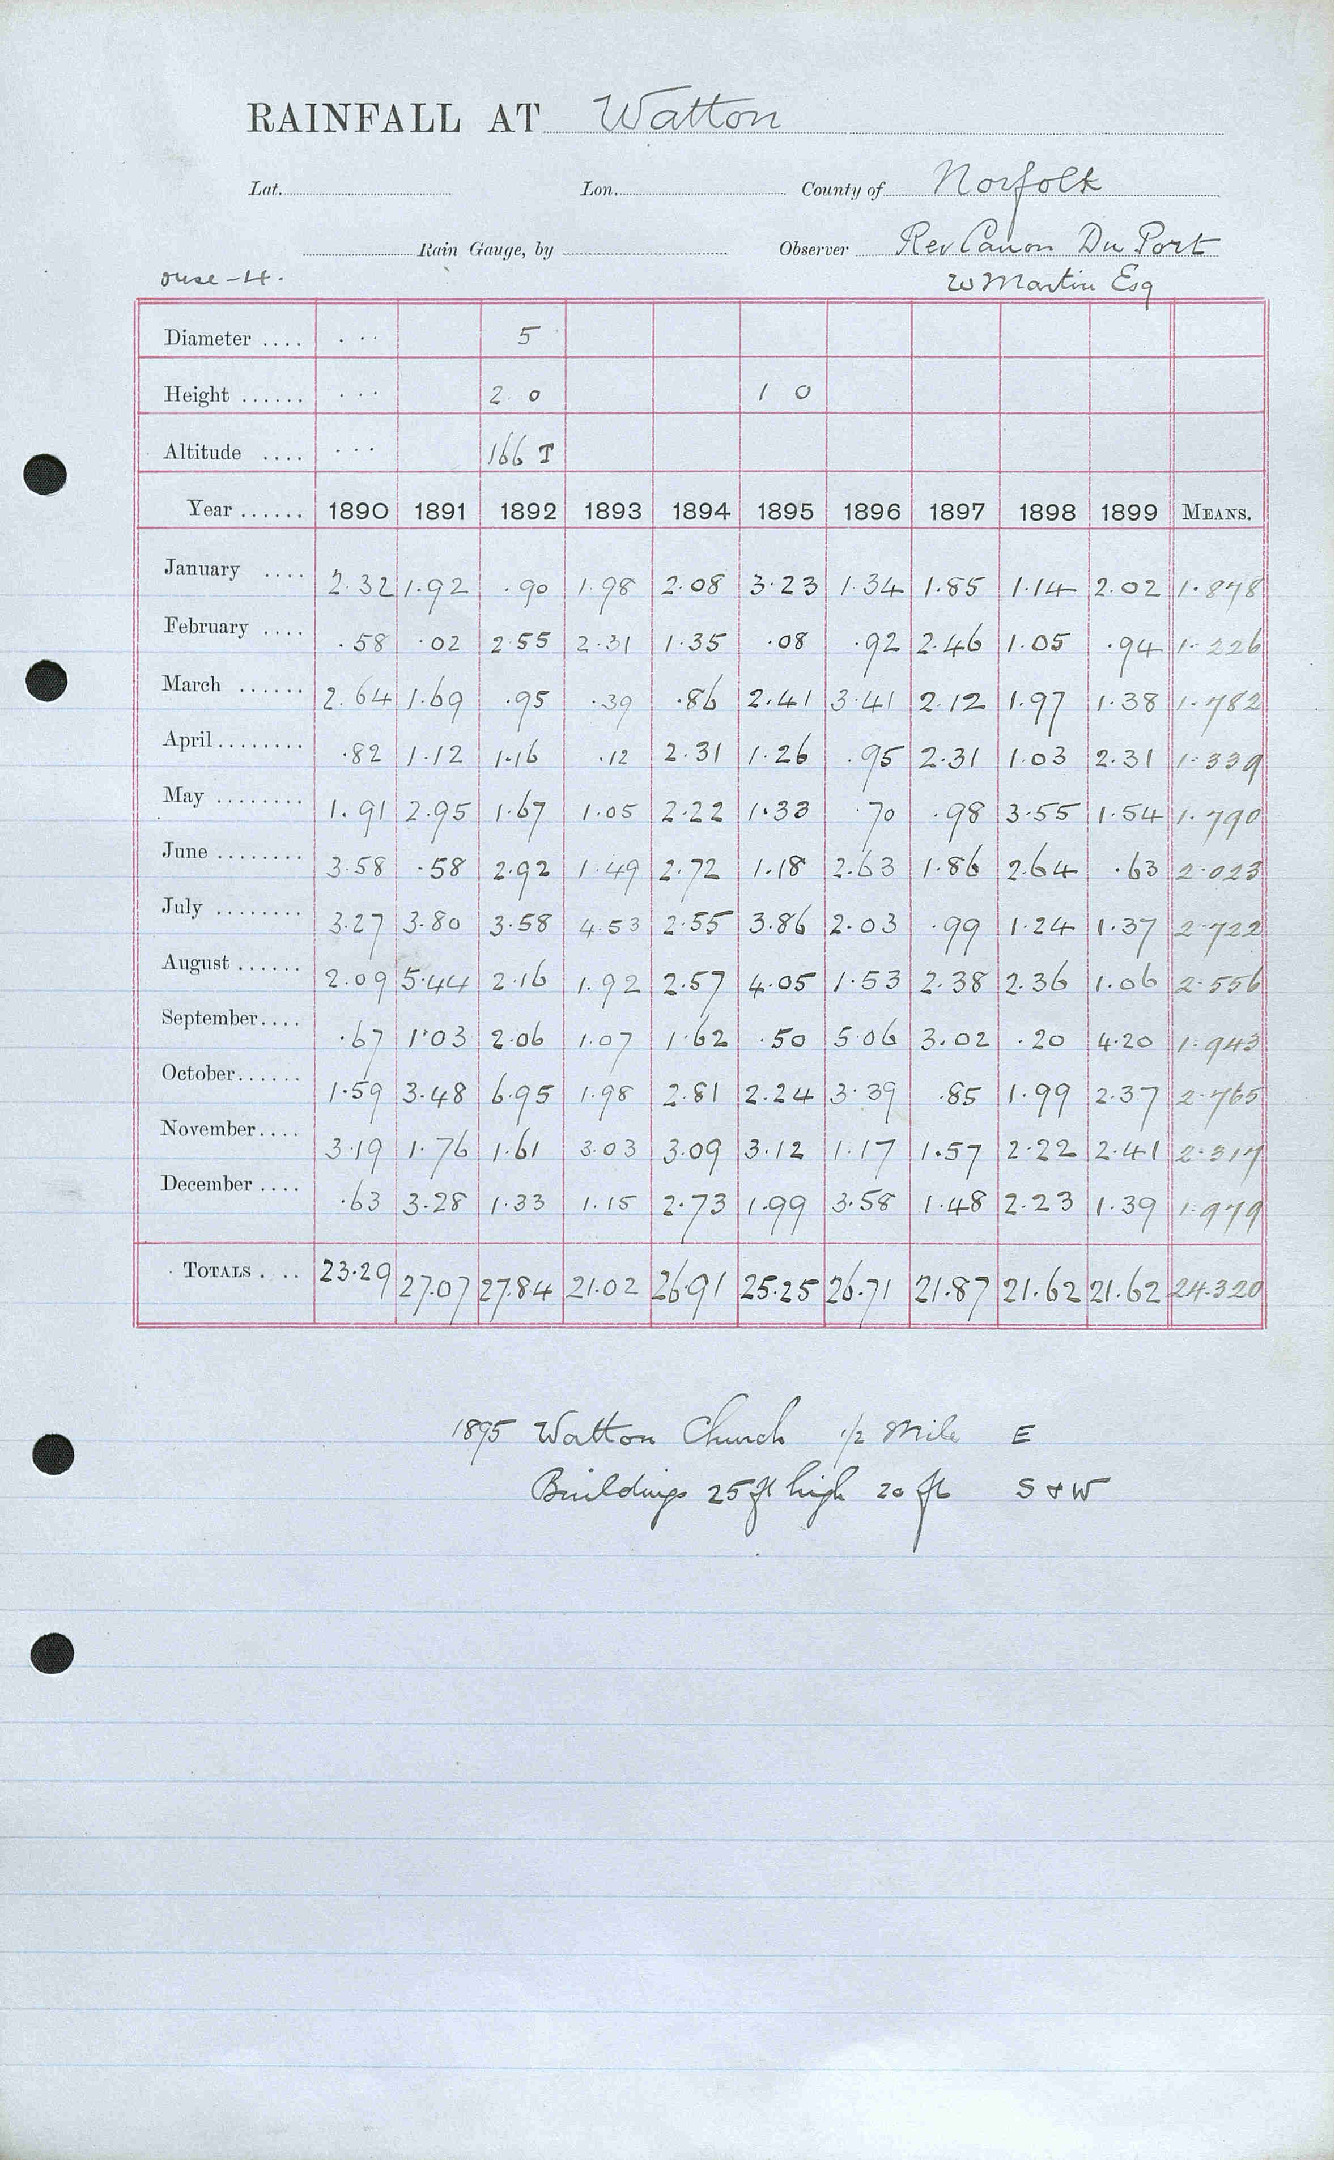 RAINFALL AT Watton
Lat. Lon. County of Norfolk
Rain Gauge, by Observer Rev Canon Du Port
Ouse - H. W Martin Esq
Diameter .... ... 5
Height ...... ... 2 0 1 0
Altitude .... ... 166 T
Year ...... 1890 1891 1892 1893 1894 1895 1896 1897 1898 1899 MEANS.
January .... 2.32 1.92 .90 1.98 2.08 3.23 1.34 1.85 1.14 2.02 1.878
February .... .58 .02 2.55 2.31 1.35 .08 .92 2.46 1.05 .94 1.226
March ...... 2.64 1.69 .95 .39 .86 2.41 3.41 2.12 1.97 1.38 1.782
April ........ .82 1.12 1.16 .12 2.31 1.26 .95 2.31 1.03 2.31 1.339
May ........ 1.91 2.95 1.67 1.05 2.22 1.33 .70 .98 3.55 1.54 1.790
June ........ 3.58 .58 2.92 1.49 2.72 1.18 2.63 1.86 2.64 .63 2.023
July ........ 3.27 3.80 3.58 4.53 2.55 3.86 2.03 .99 1.24 1.37 2.722
August ...... 2.09 5.44 2.16 1.92 2.57 4.05 1.53 2.38 2.36 1.06 2.556
September.... .67 1.03 2.06 1.07 1.62 .50 5.06 3.02 .20 4.20 1.943
October...... 1.59 3.48 6.95 1.98 2.81 2.24 3.39 .85 1.99 2.37 2.765
November.... 3.19 1.76 1.61 3.03 3.09 3.12 1.17 1.57 2.22 2.41 2.317
December .... .63 3.28 1.33 1.15 2.73 1.99 3.58 1.48 2.23 1.39 1.979
TOTALS .... 23.29 27.07 27.84 21.02 26.91 25.25 26.71 21.87 21.62 21.62 24.320
1895 Watton Church 1/2 Mile E
Buildings 25 ft high 20 ft S & W